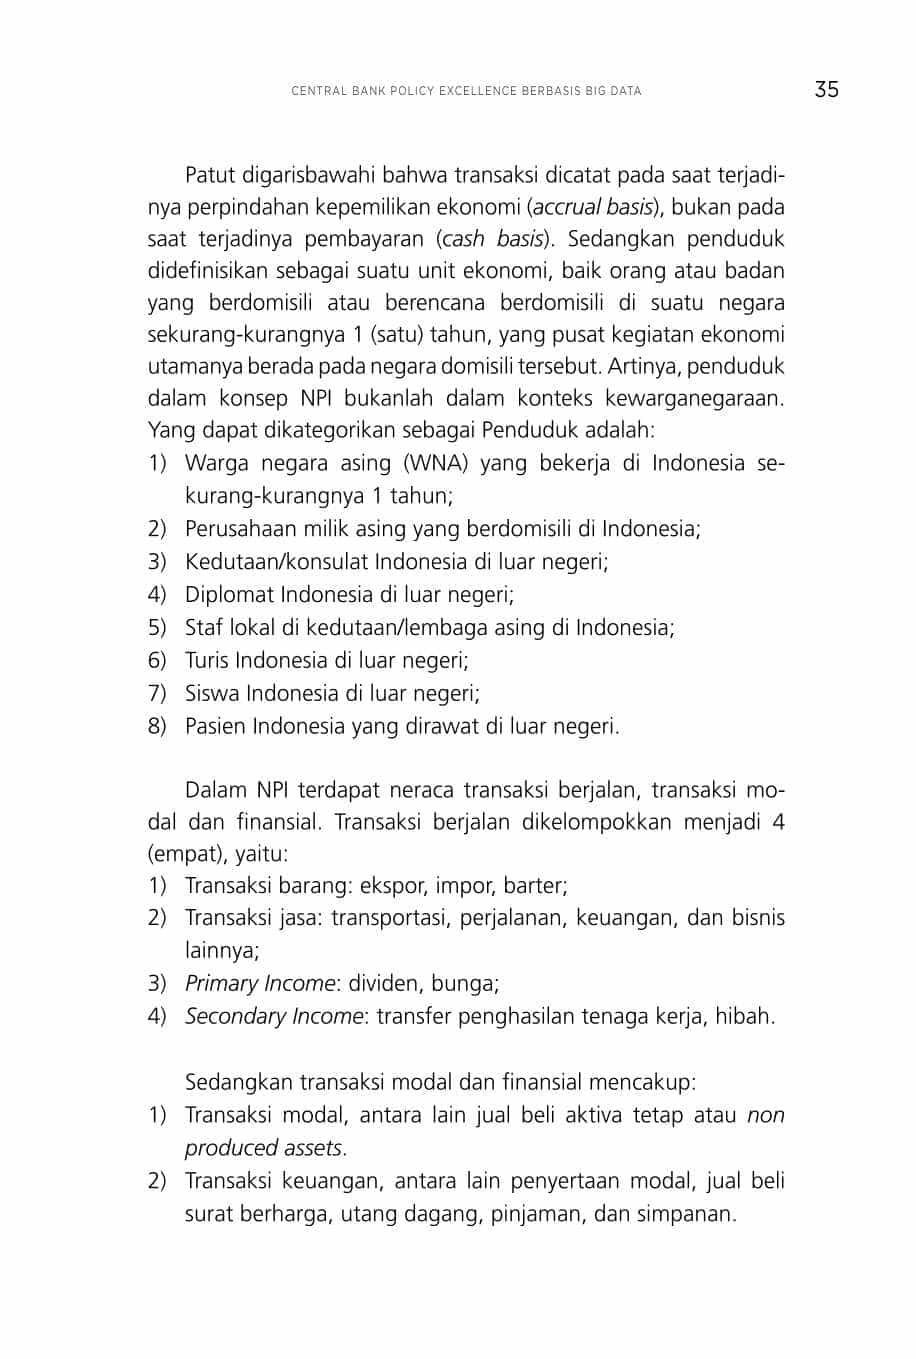 CENTRAL BANK POLICY EXCELLENCE BERBASIS BIG DATA 35
Patut digarisbawahi bahwa transaksi dicatat pada saat terjadi-
nya perpindahan kepemilikan ekonomi (accrual basis), bukan pada
saat terjadinya pembayaran (cash basis). Sedangkan penduduk
didefinisikan sebagai suatu unit ekonomi, baik orang atau badan
yang berdomisili atau berencana berdomisili di suatu negara
sekurang-kurangnya 1 (satu) tahun, yang pusat kegiatan ekonomi
utamanya berada pada negara domisili tersebut. Artinya, penduduk
dalam konsep NPI bukanlah dalam konteks kewarganegaraan.
Yang dapat dikategorikan sebagai Penduduk adalah:
1) Warga negara asing (WNA) yang bekerja di Indonesia se-
kurang-kurangnya 1 tahun;
2) Perusahaan milik asing yang berdomisili di Indonesia;
3) Kedutaan/konsulat Indonesia di luar negeri;
4) Diplomat Indonesia di luar negeri;
5) Staf lokal di kedutaan/lembaga asing di Indonesia;
6) Turis Indonesia di luar negeri;
7) Siswa Indonesia di luar negeri;
8) Pasien Indonesia yang dirawat di luar negeri.
Dalam NPI terdapat neraca transaksi berjalan, transaksi mo-
dal dan finansial. Transaksi berjalan dikelompokkan menjadi 4
(empat), yaitu:
1) Transaksi barang: ekspor, impor, barter;
2) Transaksi jasa: transportasi, perjalanan, keuangan, dan bisnis
lainnya;
3) Primary Income: dividen, bunga;
4) Secondary Income: transfer penghasilan tenaga kerja, hibah.
Sedangkan transaksi modal dan finansial mencakup:
1) Transaksi modal, antara lain jual beli aktiva tetap atau non
produced assets.
2) Transaksi keuangan, antara lain penyertaan modal, jual beli
surat berharga, utang dagang, pinjaman, dan simpanan.